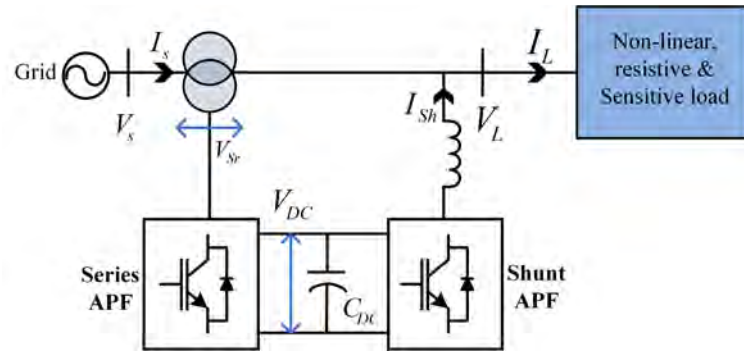 Grid
I_s
V_s
V_Sr
I_Sh
V_L
I_L
Non-linear,
resistive &
Sensitive load
V_DC
C_DC
Series
APF
Shunt
APF